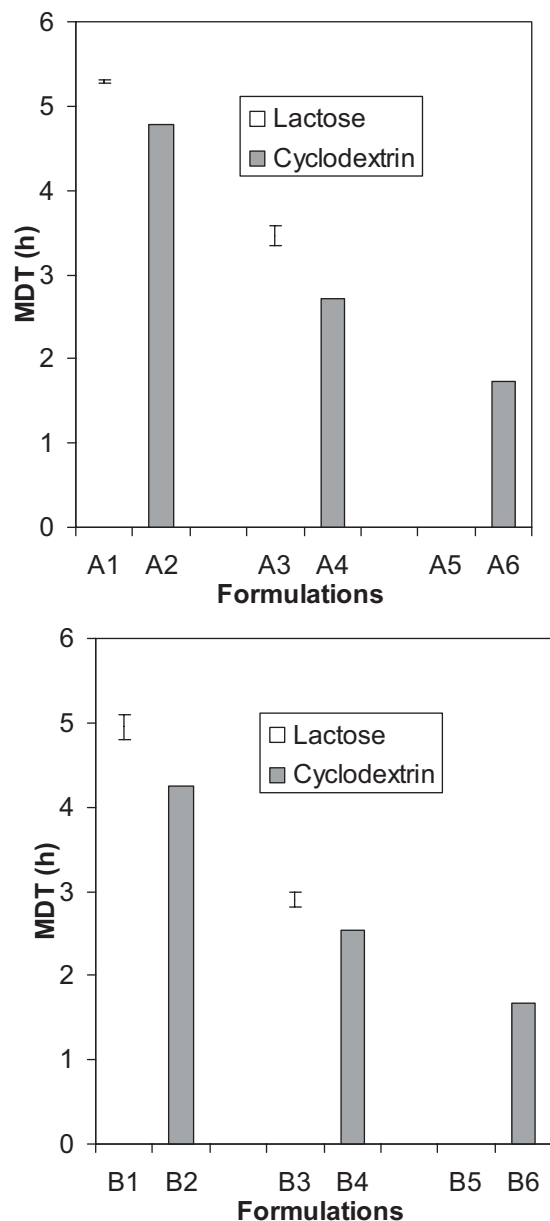 6
5
4
3
2
1
0
MDT (h)
Lactose
Cyclodextrin
A1 A2 A3 A4 A5 A6
Formulations
6
5
4
3
2
1
0
MDT (h)
Lactose
Cyclodextrin
B1 B2 B3 B4 B5 B6
Formulations